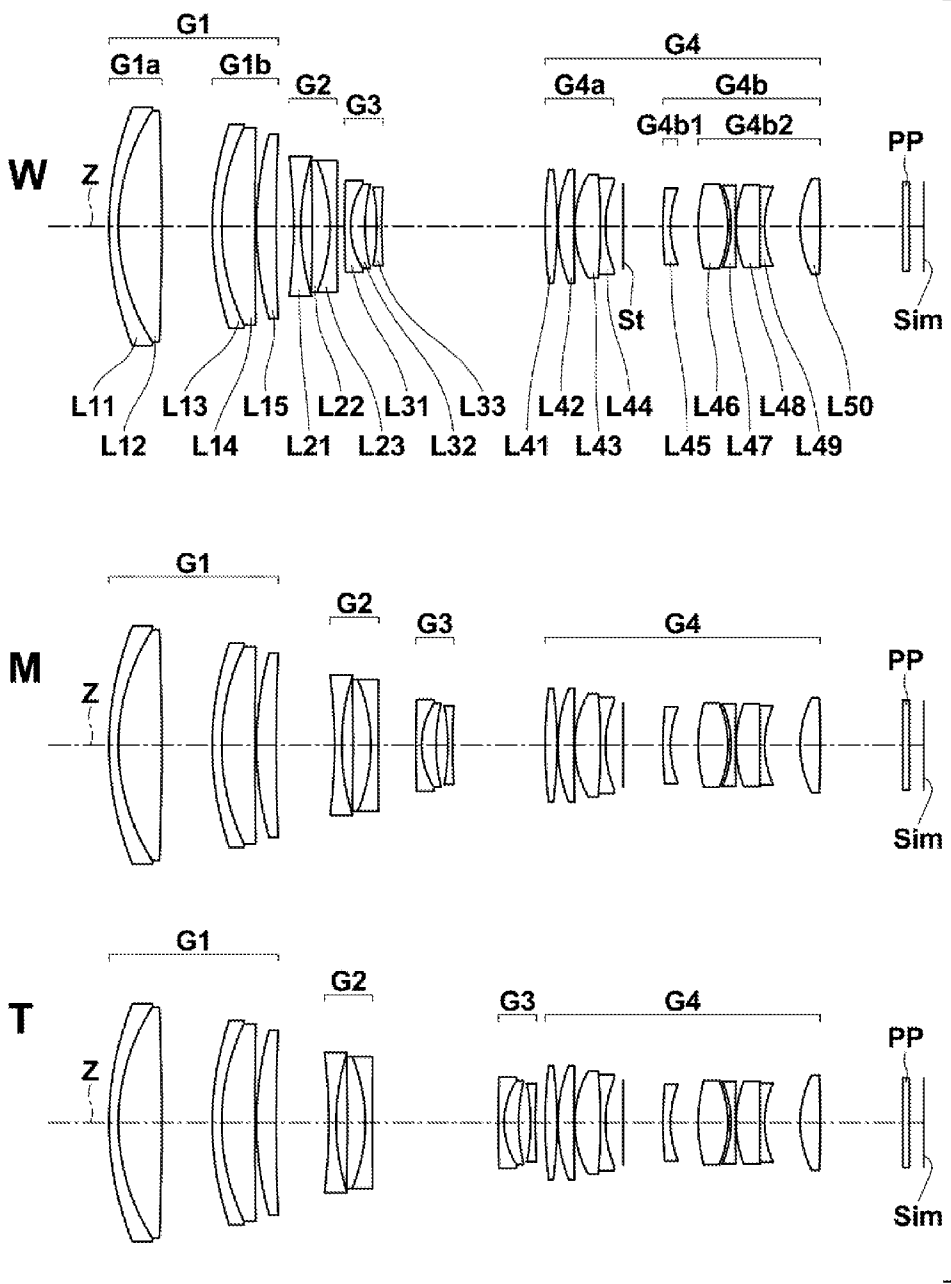 G1 G4
G1a G1b G2 G3 G4a G4b
G4b1 G4b2
W Z PP
St Sim
L11 L13 L15 L22 L31 L33 L42 L44 L46 L48 L50
L12 L14 L21 L23 L32 L41 L43 L45 L47 L49
G1
G2 G3 G4
M Z PP
Sim
G1
G2 G3 G4
T Z PP
Sim